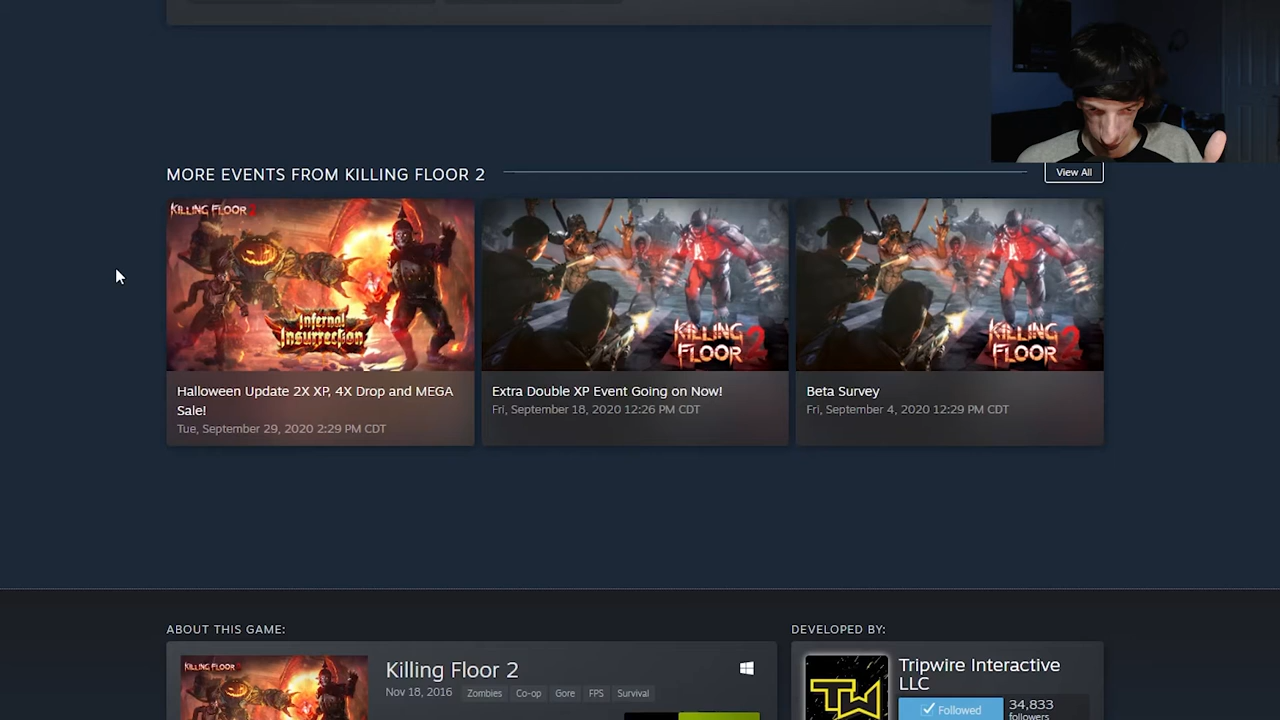 MORE EVENTS FROM KILLING FLOOR 2
View All
KILLING FLOOR 2
Infernal
Insurrection
KILLING
FLOOR 2
KILLING
FLOOR 2
Halloween Update 2X XP, 4X Drop and MEGA
Sale!
Tue, September 29, 2020 2:29 PM CDT
Extra Double XP Event Going on Now!
Fri, September 18, 2020 12:26 PM CDT
Beta Survey
Fri, September 4, 2020 12:29 PM CDT
ABOUT THIS GAME:
DEVELOPED BY:
KILLING FLOOR
Killing Floor 2
Nov 18, 2016
Zombies
Co-op
Gore
FPS
Survival
TW
Tripwire Interactive
LLC
Followed
34,833
followers